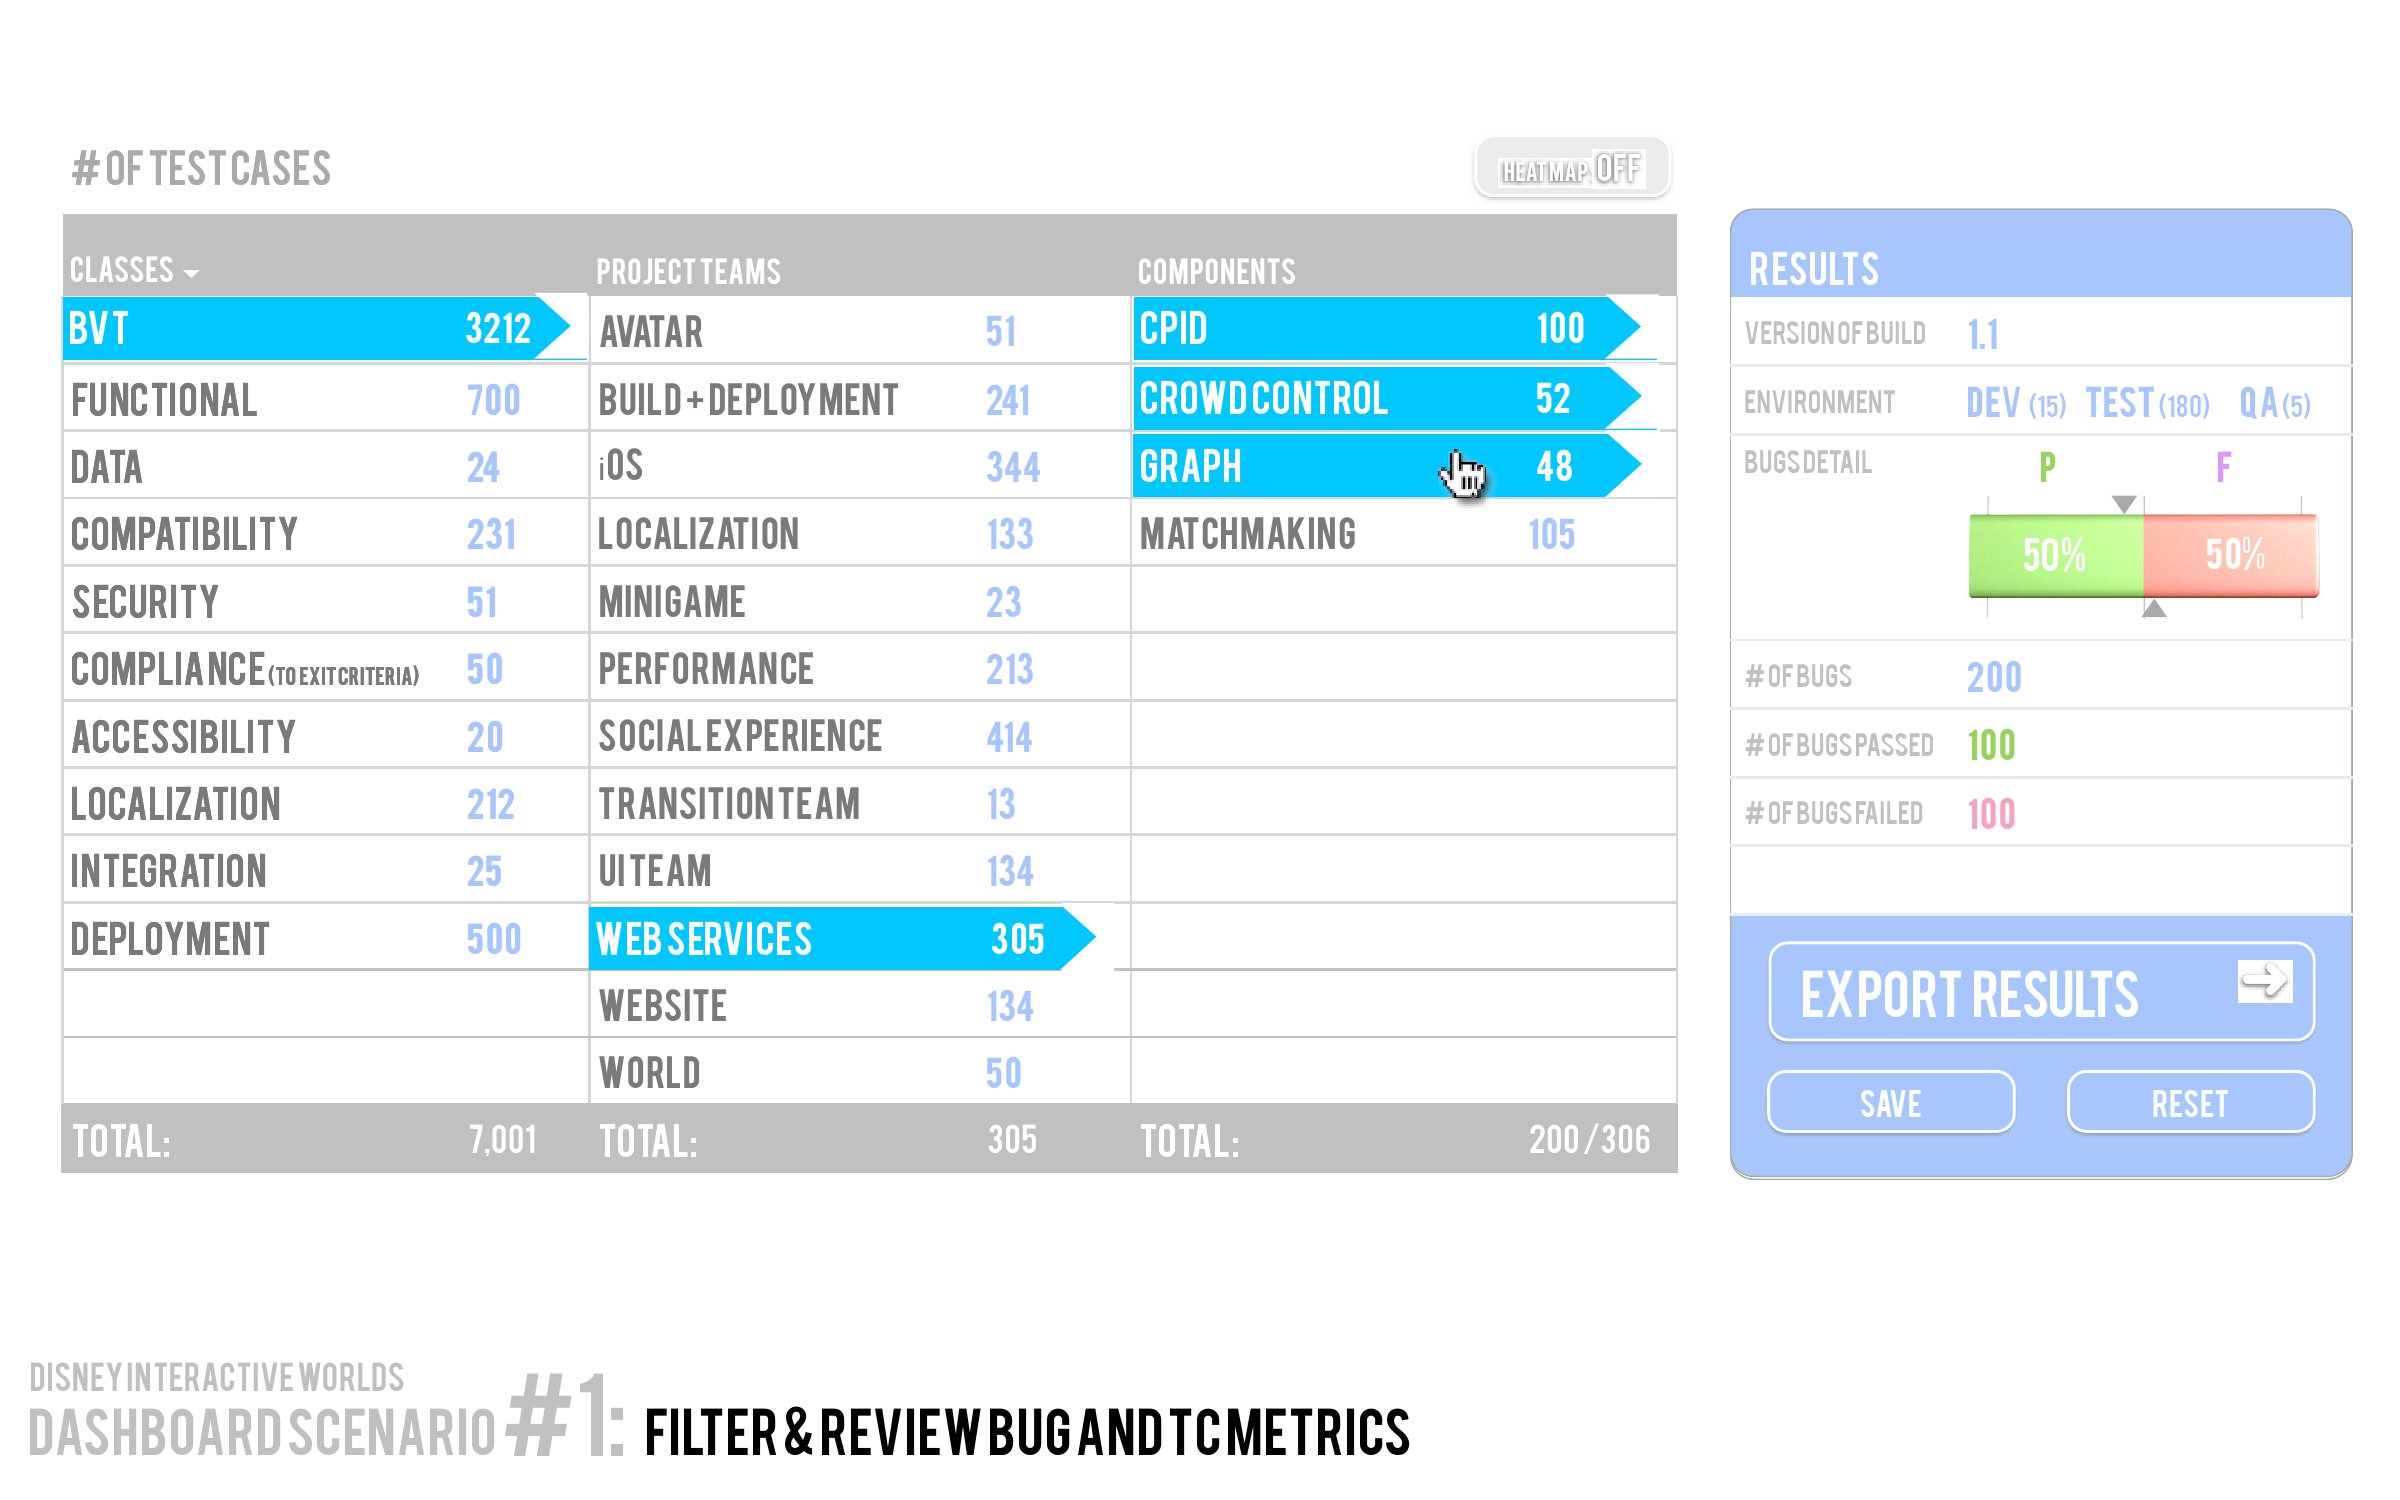 # OF TEST CASES
HEATMAP: OFF
CLASSES PROJECT TEAMS COMPONENTS
BVT 3212 AVATAR 51 CPID 100
FUNCTIONAL 700 BUILD + DEPLOYMENT 241 CROWD CONTROL 52
DATA 24 iOS 344 GRAPH 48
COMPATIBILITY 231 LOCALIZATION 133 MATCHMAKING 105
SECURITY 51 MINIGAME 23
COMPLIANCE (TO EXIT CRITERIA) 50 PERFORMANCE 213
ACCESSIBILITY 20 SOCIAL EXPERIENCE 414
LOCALIZATION 212 TRANSITION TEAM 13
INTEGRATION 25 UI TEAM 134
DEPLOYMENT 500 WEB SERVICES 305
WEBSITE 134
WORLD 50
TOTAL: 7,001 TOTAL: 305 TOTAL: 200 / 306
RESULTS
VERSION OF BUILD 1.1
ENVIRONMENT DEV (15) TEST (180) QA (5)
BUGS DETAIL P F
50% 50%
# OF BUGS 200
# OF BUGS PASSED 100
# OF BUGS FAILED 100
EXPORT RESULTS
SAVE RESET
DISNEY INTERACTIVE WORLDS
DASHBOARD SCENARIO #1: FILTER & REVIEW BUG AND TC METRICS